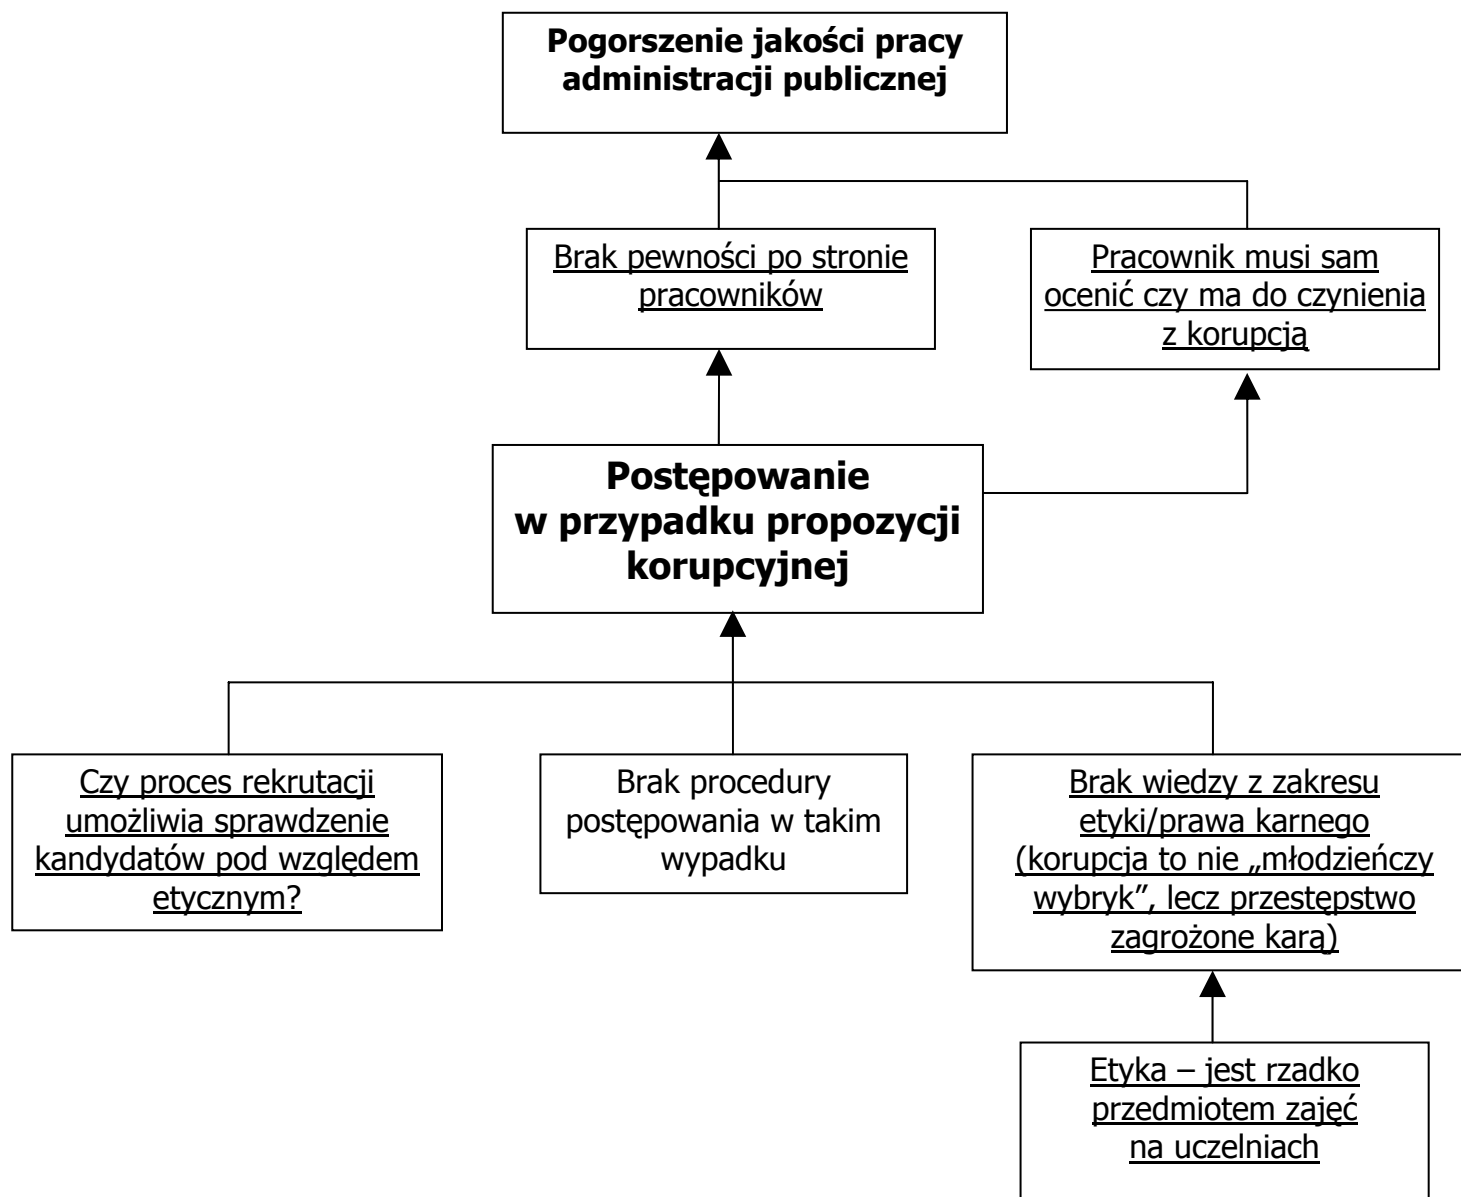 Pogorszenie jakości pracy
administracji publicznej
Brak pewności po stronie
pracowników
Pracownik musi sam
ocenić czy ma do czynienia
z korupcją
Postępowanie
w przypadku propozycji
korupcyjnej
Czy proces rekrutacji
umożliwia sprawdzenie
kandydatów pod względem
etycznym?
Brak procedury
postępowania w takim
wypadku
Brak wiedzy z zakresu
etyki/prawa karnego
(korupcja to nie „młodzieńczy
wybryk”, lecz przestępstwo
zagrożone karą)
Etyka – jest rzadko
przedmiotem zajęć
na uczelniach